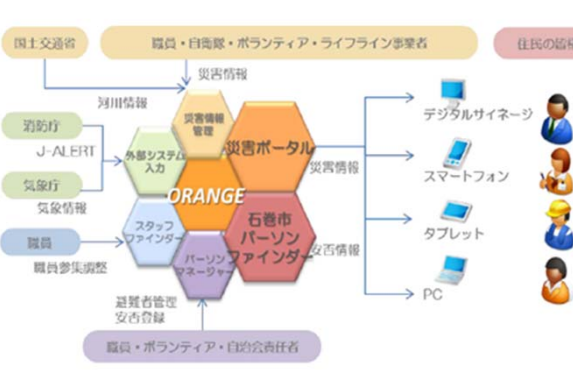 国土交通省
職員・自衛隊・ボランティア・ライフライン事業者
住民の皆様
災害情報
河川情報
消防庁
J-ALERT
気象庁
気象情報
職員
職員参集調整
災害情報
管理
外部システム
入力
災害ポータル
ORANGE
スタッフ
ファインダー
石巻市
パーソン
ファインダー
パーソン
マネージャー
災害情報
安否情報
デジタルサイネージ
スマートフォン
タブレット
PC
避難者管理
安否登録
職員・ボランティア・自治会責任者